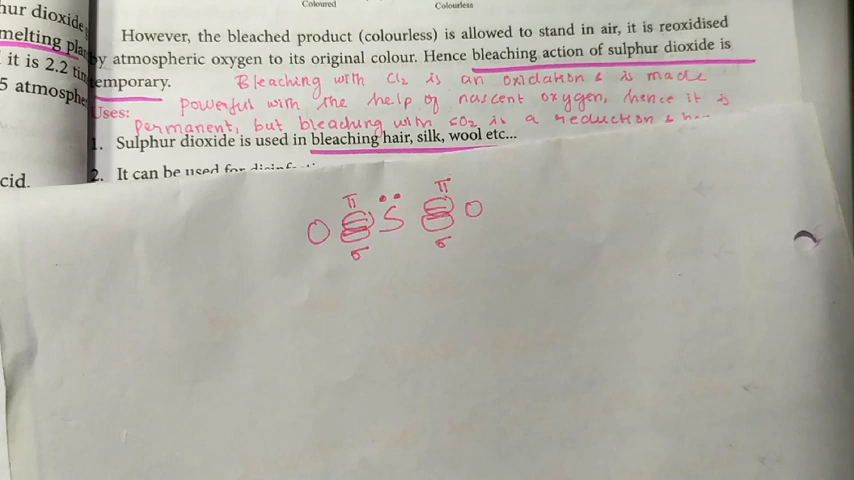 Coloured Colourless
hur dioxide
melting pla
it is 2.2 tin
5 atmosphe
cid.
However, the bleached product (colourless) is allowed to stand in air, it is reoxidised
by atmospheric oxygen to its original colour. Hence bleaching action of sulphur dioxide is
temporary. Bleaching with Cl2 is an oxidation & is made
powerful with the help of nascent oxygen, hence it is
Uses:
permanent, but bleaching with SO2 is a reduction &
1. Sulphur dioxide is used in bleaching hair, silk, wool etc...
2. It can be used for
π π
O S O
σ σ